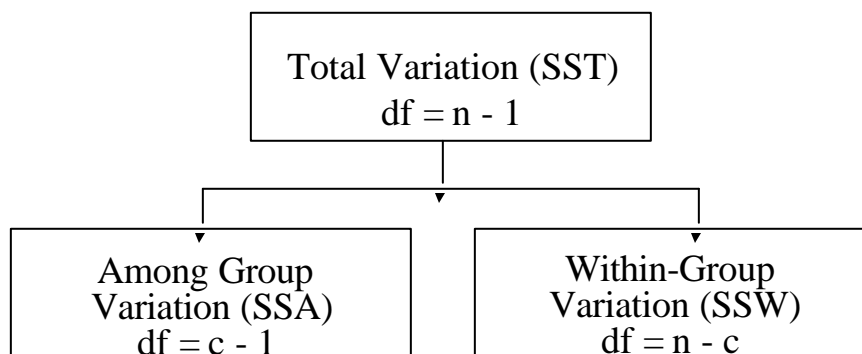 Total Variation (SST)
df = n - 1
Among Group
Variation (SSA)
df = c - 1
Within-Group
Variation (SSW)
df = n - c